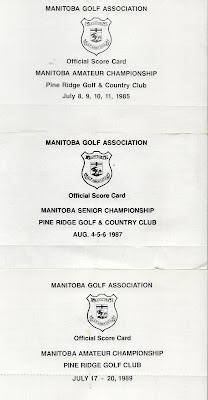 MANITOBA GOLF ASSOCIATION
Official Score Card
MANITOBA AMATEUR CHAMPIONSHIP
Pine Ridge Golf & Country Club
July 8, 9, 10, 11, 1985
MANITOBA GOLF ASSOCIATION
Official Score Card
MANITOBA SENIOR CHAMPIONSHIP
PINE RIDGE GOLF & COUNTRY CLUB
AUG. 4-5-6 1987
MANITOBA GOLF ASSOCIATION
Official Score Card
MANITOBA AMATEUR CHAMPIONSHIP
PINE RIDGE GOLF CLUB
JULY 17 - 20, 1989